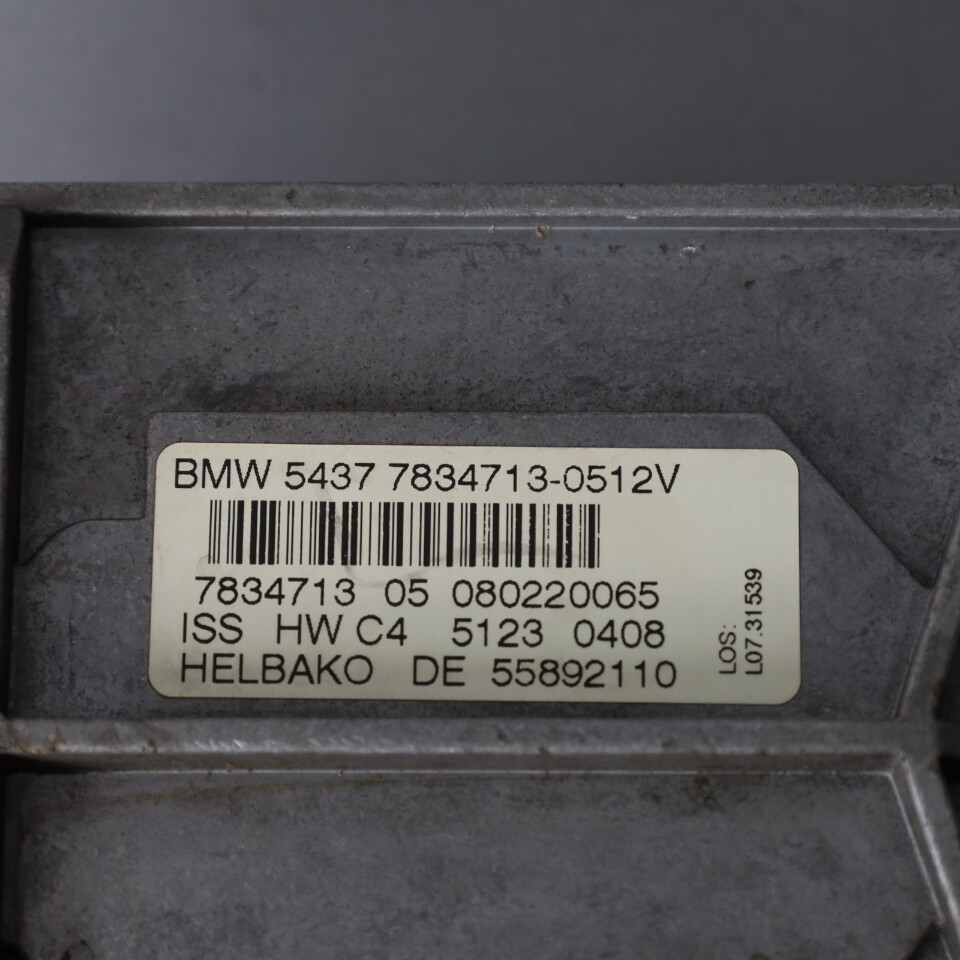 BMW 5437 7834713-0512V
7834713 05 080220065
ISS HW C4 5123 0408
HELBAKO DE 55892110
LOS:
L07.31539